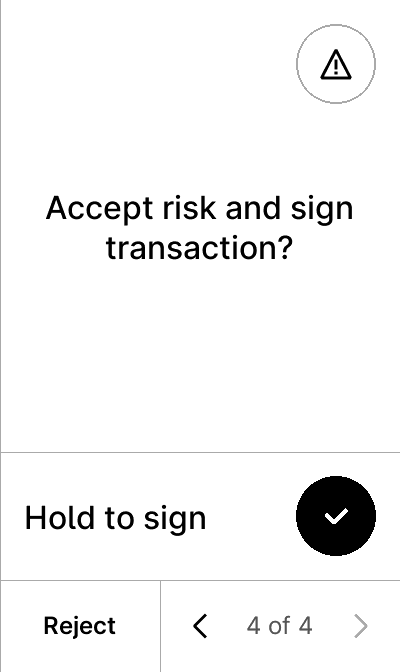 Accept risk and sign
transaction?
Hold to sign
Reject
4 of 4